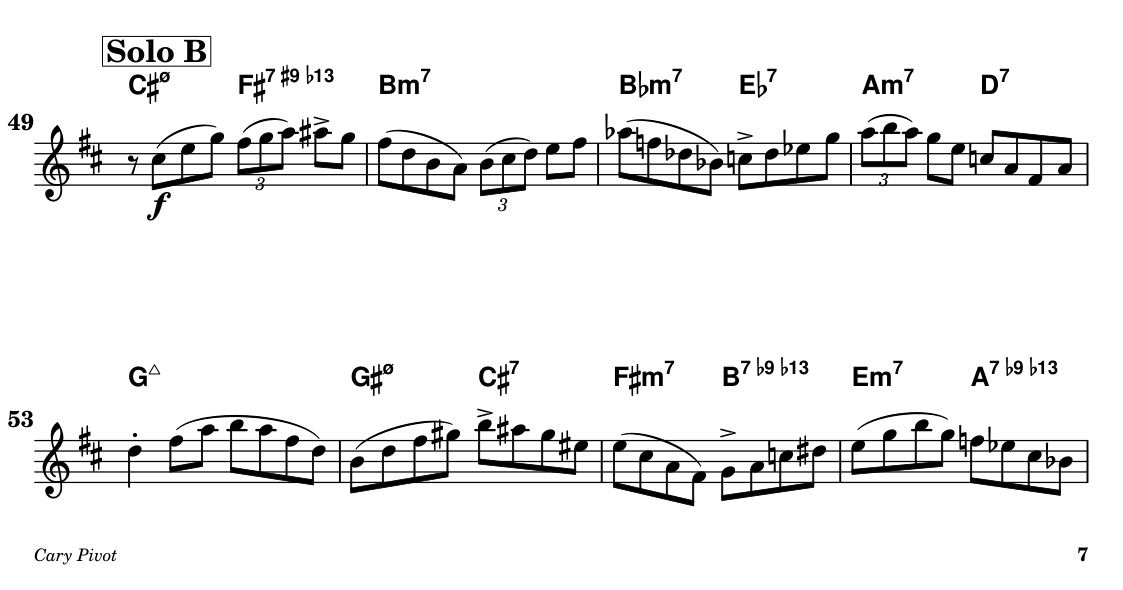 Solo B
C♯ø F♯7 ♯9 ♭13 Bm7 B♭m7 E♭7 Am7 D7
49
f 3 3 3
G△ G♯ø C♯7 F♯m7 B7 ♭9 ♭13 Em7 A7 ♭9 ♭13
53
Cary Pivot 7